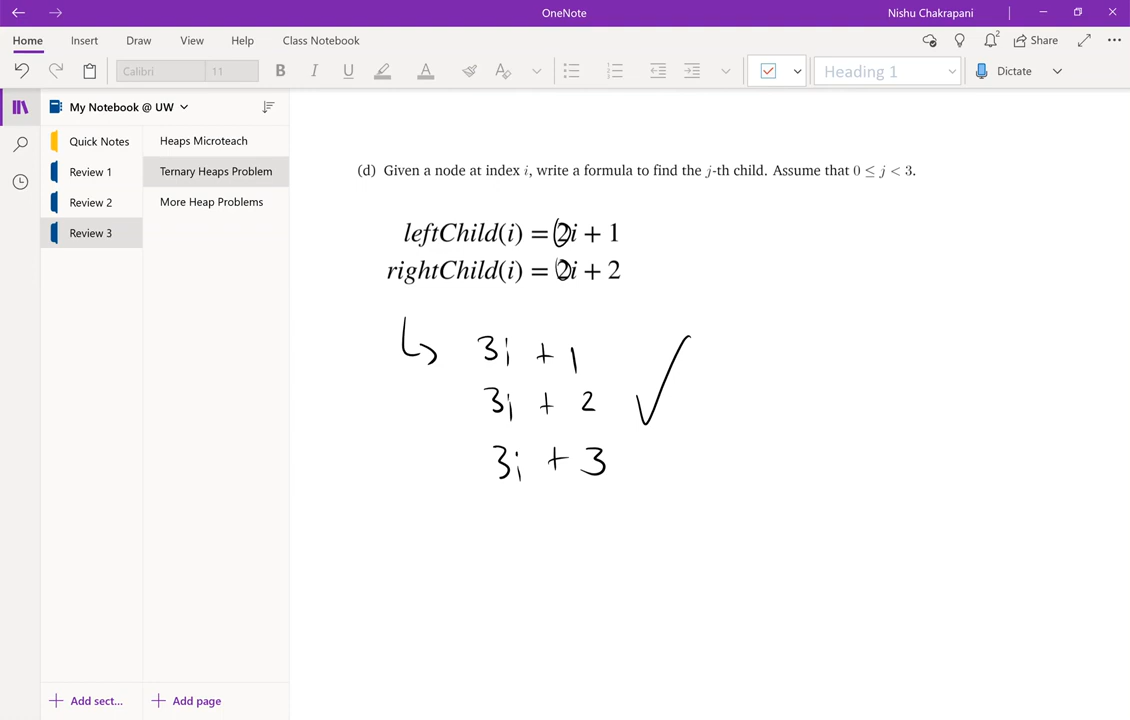 OneNote
Nishu Chakrapani
Home Insert Draw View Help Class Notebook
2
Share
Calibri 11 B I U A Heading 1 Dictate
My Notebook @ UW
Quick Notes
Review 1
Review 2
Review 3
Heaps Microteach
Ternary Heaps Problem
More Heap Problems
(d) Given a node at index i, write a formula to find the j-th child. Assume that 0 ≤ j < 3.
leftChild(i) = 2i + 1
rightChild(i) = 2i + 2
3i + 1
3i + 2
3i + 3
Add sect... Add page